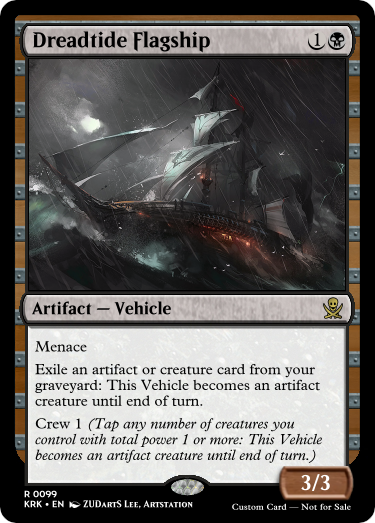 Dreadtide Flagship 1
Artifact — Vehicle
Menace
Exile an artifact or creature card from your
graveyard: This Vehicle becomes an artifact
creature until end of turn.
Crew 1 (Tap any number of creatures you
control with total power 1 or more: This Vehicle
becomes an artifact creature until end of turn.)
3/3
R 0099
KRK • EN ZUDartS Lee, Artstation
Custom Card — Not for Sale